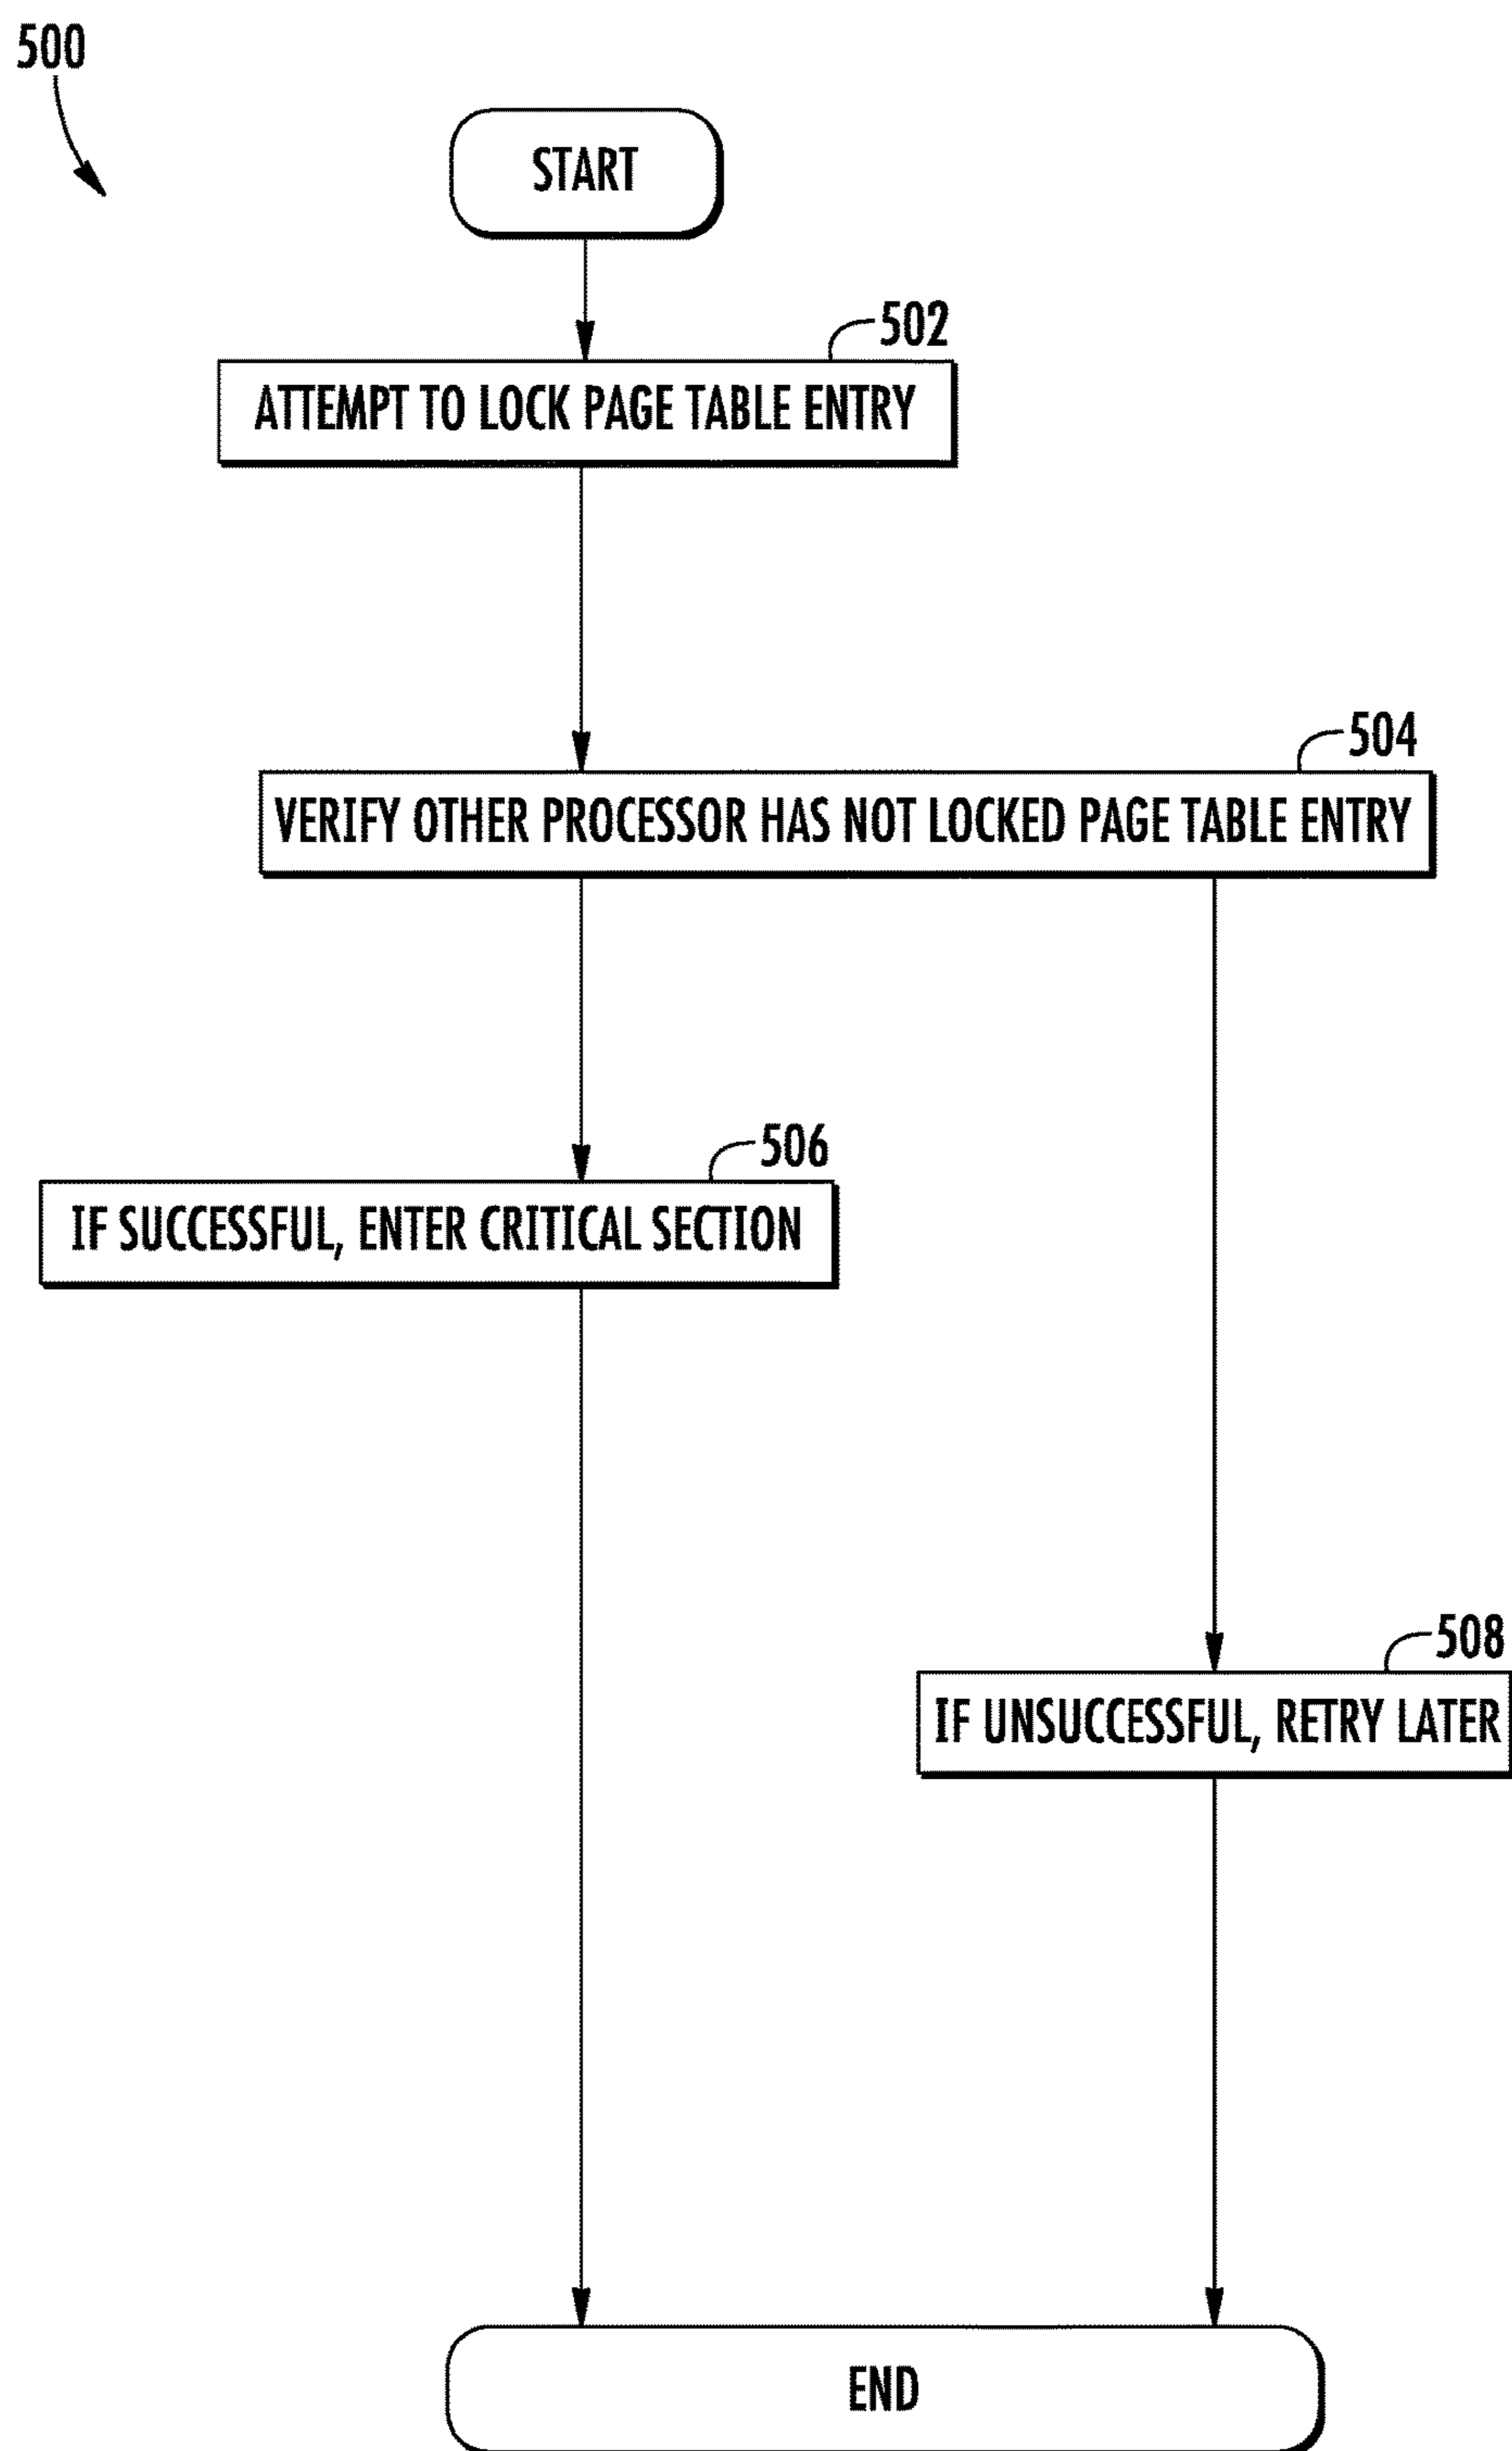 500
START
502
ATTEMPT TO LOCK PAGE TABLE ENTRY
504
VERIFY OTHER PROCESSOR HAS NOT LOCKED PAGE TABLE ENTRY
506
IF SUCCESSFUL, ENTER CRITICAL SECTION
508
IF UNSUCCESSFUL, RETRY LATER
END